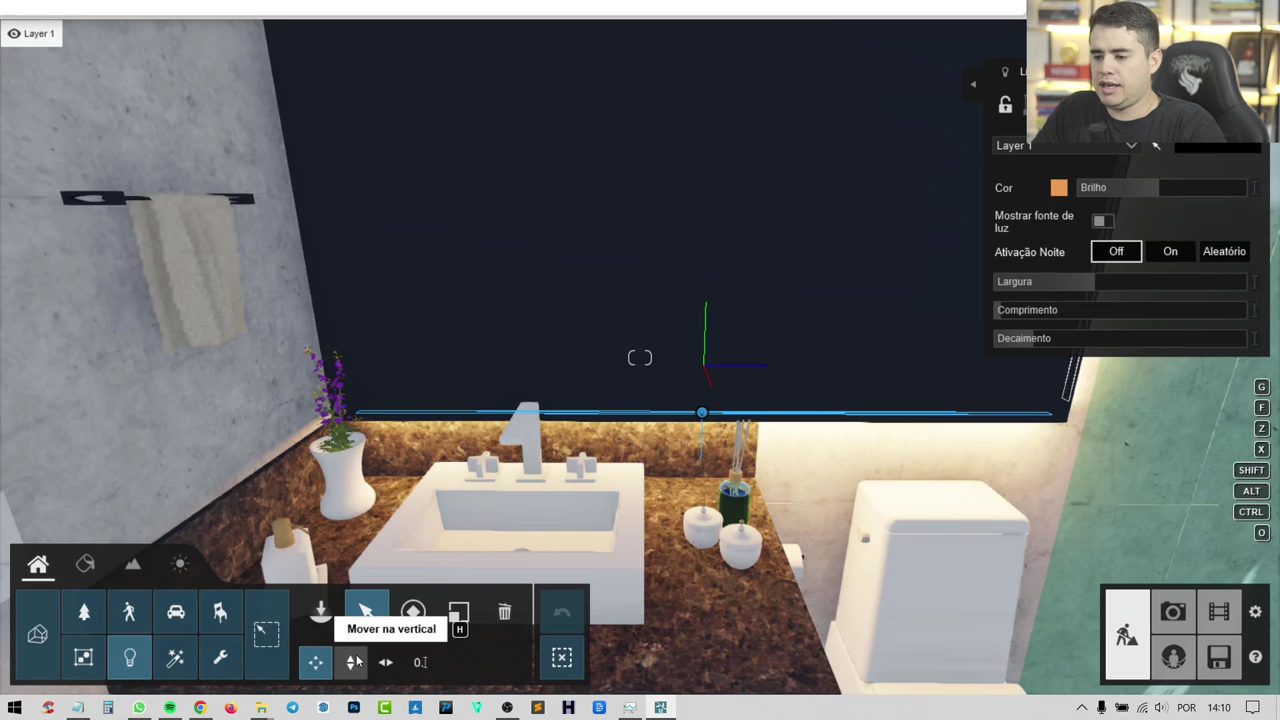 Layer 1
Layer 1
Cor
Brilho
Mostrar fonte de
luz
Ativação Noite
Off
On
Aleatório
Largura
Comprimento
Decaimento
G
F
Z
X
SHIFT
ALT
CTRL
O
Mover na vertical
H
0.
POR
14:10